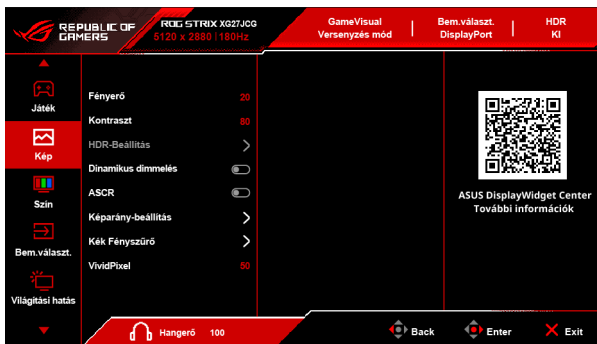 REPUBLIC OF
GAMERS
ROG STRIX XG27JCG
5120 x 2880 | 180Hz
GameVisual
Versenyzés mód
Bem.választ.
DisplayPort
HDR
KI
Játék
Kép
Szín
Bem.választ.
Világítási hatás
Fényerő 20
Kontraszt 80
HDR-Beállítás
Dinamikus dimmelés
ASCR
Képarány-beállítás
Kék Fényszűrő
VividPixel 50
ASUS DisplayWidget Center
További információk
Hangerő 100
Back
Enter
Exit